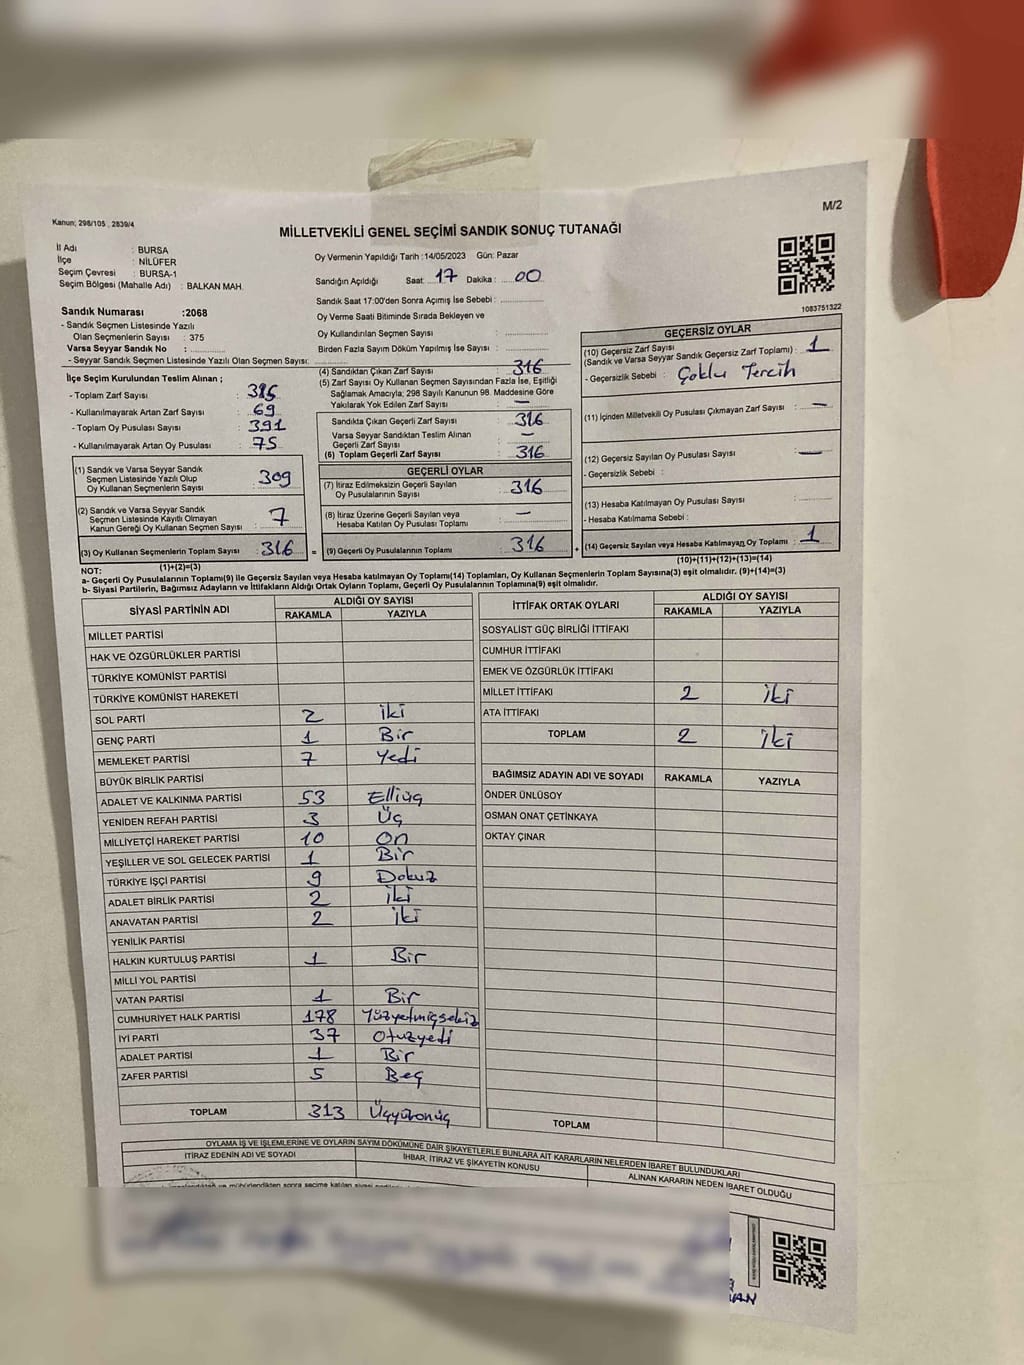 Kanun; 298/105 , 2839/4
M/2
MİLLETVEKİLİ GENEL SEÇİMİ SANDIK SONUÇ TUTANAĞI
İl Adı : BURSA
İlçe : NİLÜFER
Seçim Çevresi : BURSA-1
Seçim Bölgesi (Mahalle Adı) : BALKAN MAH.
Oy Vermenin Yapıldığı Tarih :14/05/2023 Gün: Pazar
Sandığın Açıldığı Saat 17 Dakika : 00
Sandık Saat 17:00'den Sonra Açımış İse Sebebi :
Oy Verme Saati Bitiminde Sırada Bekleyen ve
Oy Kullandırılan Seçmen Sayısı :
Birden Fazla Sayım Döküm Yapılmış İse Sayısı :
1083751322
Sandık Numarası :2068
- Sandık Seçmen Listesinde Yazılı
Olan Seçmenlerin Sayısı : 375
Varsa Seyyar Sandık No :
- Seyyar Sandık Seçmen Listesinde Yazılı Olan Seçmen Sayısı:
İlçe Seçim Kurulundan Teslim Alınan ;
- Toplam Zarf Sayısı :
- Kullanılmayarak Artan Zarf Sayısı : 69
- Toplam Oy Pusulası Sayısı : 391
- Kullanılmayarak Artan Oy Pusulası : 75
(1) Sandık ve Varsa Seyyar Sandık
Seçmen Listesinde Yazılı Olup
Oy Kullanan Seçmenlerin Sayısı : 309
(2) Sandık ve Varsa Seyyar Sandık
Seçmen Listesinde Kayıtlı Olmayan
Kanun Gereği Oy Kullanan Seçmen Sayısı : 7
(3) Oy Kullanan Seçmenlerin Toplam Sayısı : 316
(1)+(2)=(3)
(4) Sandıktan Çıkan Zarf Sayısı : 316
(5) Zarf Sayısı Oy Kullanan Seçmen Sayısından Fazla İse, Eşitliği
Sağlamak Amacıyla; 298 Sayılı Kanunun 98. Maddesine Göre
Yakılarak Yok Edilen Zarf Sayısı : —
Sandıkta Çıkan Geçerli Zarf Sayısı : 316
Varsa Seyyar Sandıktan Teslim Alınan
Geçerli Zarf Sayısı : —
(6) Toplam Geçerli Zarf Sayısı : 316
GEÇERLİ OYLAR
(7) İtiraz Edilmeksizin Geçerli Sayılan
Oy Pusulalarının Sayısı : 316
(8) İtiraz Üzerine Geçerli Sayılan veya
Hesaba Katılan Oy Pusulası Toplamı : —
= (9) Geçerli Oy Pusulalarının Toplamı : 316 +
GEÇERSİZ OYLAR
(10) Geçersiz Zarf Sayısı
(Sandık ve Varsa Seyyar Sandık Geçersiz Zarf Toplamı) : 1
- Geçersizlik Sebebi : Çoklu Tercih
(11) İçinden Milletvekili Oy Pusulası Çıkmayan Zarf Sayısı : —
(12) Geçersiz Sayılan Oy Pusulası Sayısı : —
- Geçersizlik Sebebi :
(13) Hesaba Katılmayan Oy Pusulası Sayısı :
- Hesaba Katılmama Sebebi :
(14) Geçersiz Sayılan veya Hesaba Katılmayan Oy Toplamı : 1
(10)+(11)+(12)+(13)=(14)
NOT:
a- Geçerli Oy Pusulalarının Toplamı(9) ile Geçersiz Sayılan veya Hesaba katılmayan Oy Toplamı(14) Toplamları, Oy Kullanan Seçmenlerin Toplam Sayısına(3) eşit olmalıdır. (9)+(14)=(3)
b- Siyasi Partilerin, Bağımsız Adayların ve İttifakların Aldığı Ortak Oyların Toplamı, Geçerli Oy Pusulalarının Toplamına(9) eşit olmalıdır.
SİYASİ PARTİNİN ADI ALDIĞI OY SAYISI
RAKAMLA YAZIYLA
MİLLET PARTİSİ
HAK VE ÖZGÜRLÜKLER PARTİSİ
TÜRKİYE KOMÜNİST PARTİSİ
TÜRKİYE KOMÜNİST HAREKETİ
SOL PARTİ 2 İki
GENÇ PARTİ 1 Bir
MEMLEKET PARTİSİ 7 Yedi
BÜYÜK BİRLİK PARTİSİ
ADALET VE KALKINMA PARTİSİ 53 Elliüç
YENİDEN REFAH PARTİSİ 3 Üç
MİLLİYETÇİ HAREKET PARTİSİ 10 On
YEŞİLLER VE SOL GELECEK PARTİSİ 1 Bir
TÜRKİYE İŞÇİ PARTİSİ 9 Dokuz
ADALET BİRLİK PARTİSİ 2 İki
ANAVATAN PARTİSİ 2 İki
YENİLİK PARTİSİ
HALKIN KURTULUŞ PARTİSİ 1 Bir
MİLLİ YOL PARTİSİ
VATAN PARTİSİ 1 Bir
CUMHURİYET HALK PARTİSİ 178 Yüzyetmişsekiz
İYİ PARTİ 37 Otuzyedi
ADALET PARTİSİ 1 Bir
ZAFER PARTİSİ 5 Beş
TOPLAM 313 Üçyüzonüç
İTTİFAK ORTAK OYLARI ALDIĞI OY SAYISI
RAKAMLA YAZIYLA
SOSYALİST GÜÇ BİRLİĞİ İTTİFAKI
CUMHUR İTTİFAKI
EMEK VE ÖZGÜRLÜK İTTİFAKI
MİLLET İTTİFAKI 2 İki
ATA İTTİFAKI
TOPLAM 2 İki
BAĞIMSIZ ADAYIN ADI VE SOYADI RAKAMLA YAZIYLA
ÖNDER ÜNLÜSOY
OSMAN ONAT ÇETİNKAYA
OKTAY ÇINAR
TOPLAM
OYLAMA İŞ VE İŞLEMLERİNE VE OYLARIN SAYIM DÖKÜMÜNE DAİR ŞİKAYETLERLE BUNLARA AİT KARARLARIN NELERDEN İBARET BULUNDUKLARI
İTİRAZ EDENİN ADI VE SOYADI
İHBAR, İTİRAZ VE ŞİKAYETİN KONUSU
ALINAN KARARIN NEDEN İBARET OLDUĞU